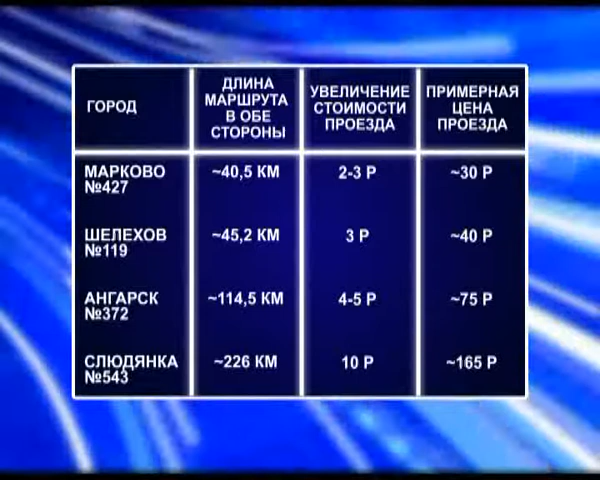 ГОРОД
ДЛИНА
МАРШРУТА
В ОБЕ
СТОРОНЫ
УВЕЛИЧЕНИЕ
СТОИМОСТИ
ПРОЕЗДА
ПРИМЕРНАЯ
ЦЕНА
ПРОЕЗДА
МАРКОВО
№427
~40,5 КМ
2-3 Р
~30 Р
ШЕЛЕХОВ
№119
~45,2 КМ
3 Р
~40 Р
АНГАРСК
№372
~114,5 КМ
4-5 Р
~75 Р
СЛЮДЯНКА
№543
~226 КМ
10 Р
~165 Р